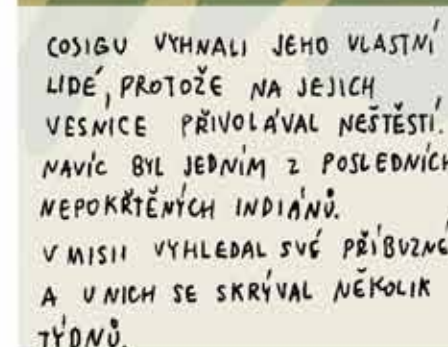 COSIGU VYHNALI JEHO VLASTNÍ
LIDÉ, PROTOŽE NA JEJICH
VESNICE PŘIVOLÁVAL NEŠTĚSTÍ.
NAVÍC BYL JEDNÍM Z POSLEDNÍCH
NEPOKŘTĚNÝCH INDIÁNŮ.
V MISII VYHLEDAL SVÉ PŘÍBUZNÉ
A U NICH SE SKRÝVAL NĚKOLIK
TÝDNŮ.